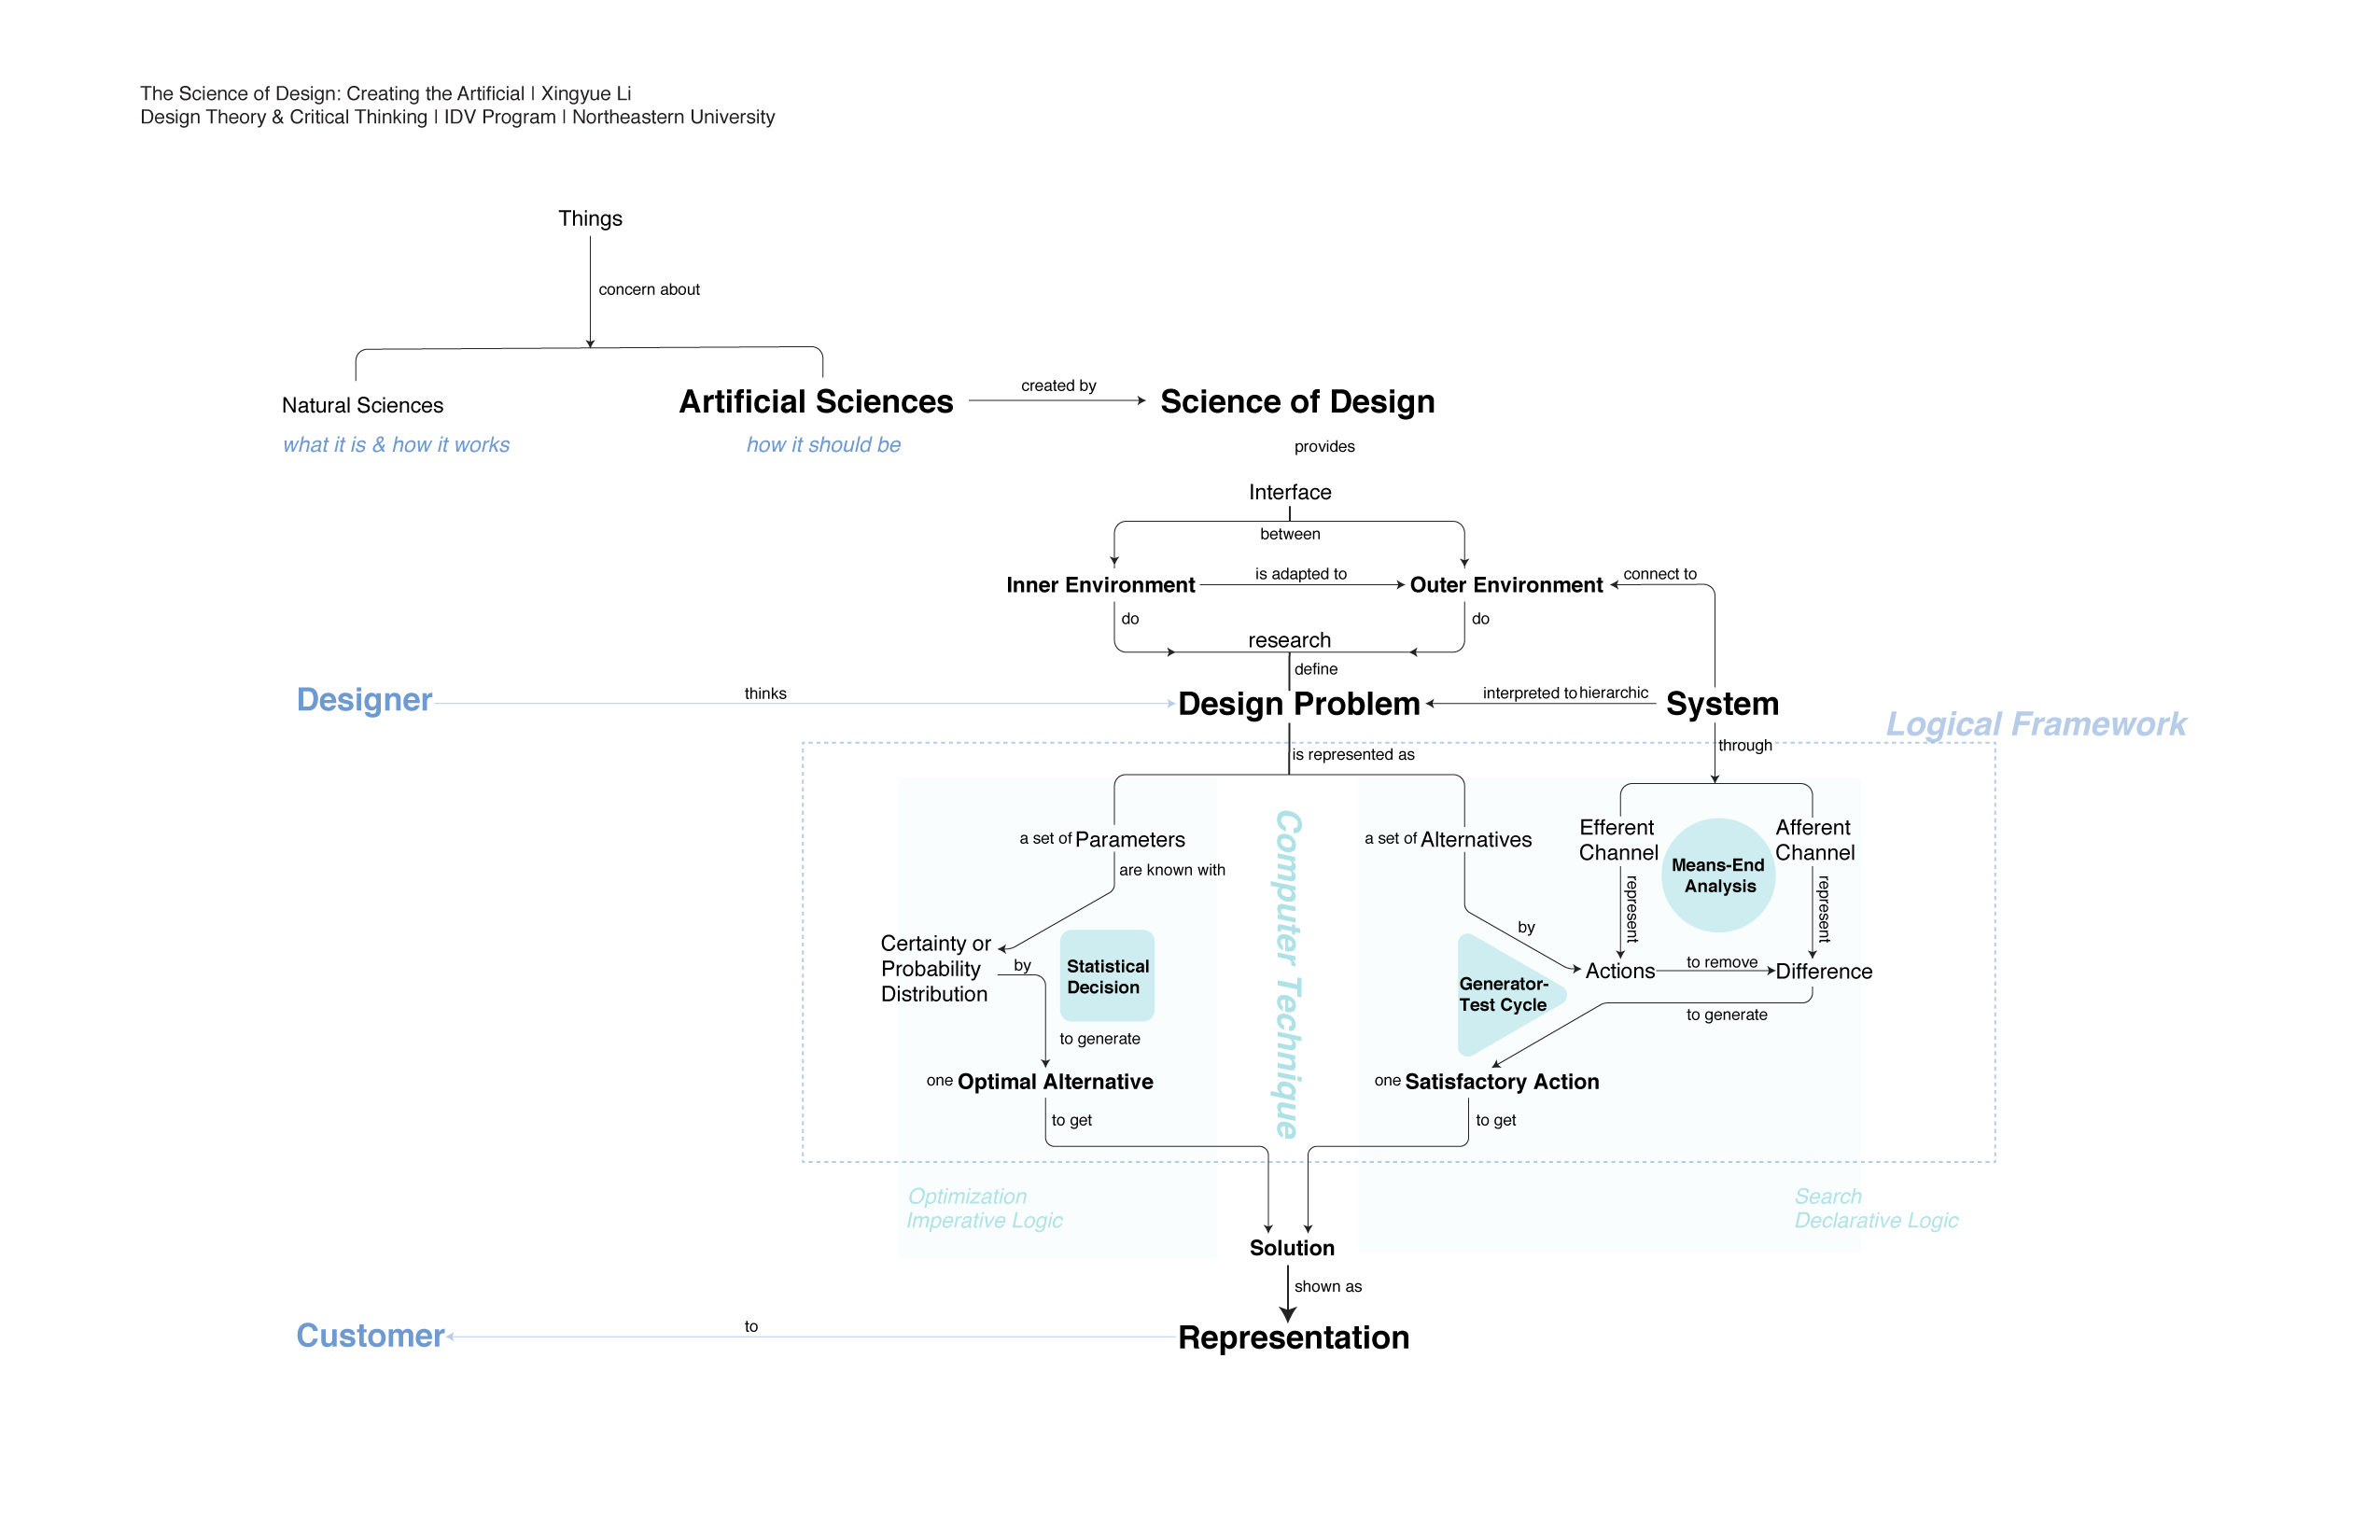 The Science of Design: Creating the Artificial | Xingyue Li
Design Theory & Critical Thinking | IDV Program | Northeastern University
Things
concern about
Natural Sciences
what it is & how it works
Artificial Sciences
how it should be
created by
Science of Design
provides
Interface
between
Inner Environment
is adapted to
Outer Environment
connect to
do
do
research
define
Designer
thinks
Design Problem
interpreted to hierarchic
System
Logical Framework
is represented as
through
a set of Parameters
are known with
Computer Technique
a set of Alternatives
Efferent
Channel
Means-End
Analysis
Afferent
Channel
represent
represent
by
Certainty or
Probability
Distribution
by
Statistical
Decision
Generator-
Test Cycle
Actions
to remove
Difference
to generate
to generate
one Optimal Alternative
one Satisfactory Action
to get
to get
Optimization
Imperative Logic
Search
Declarative Logic
Solution
shown as
Customer
to
Representation